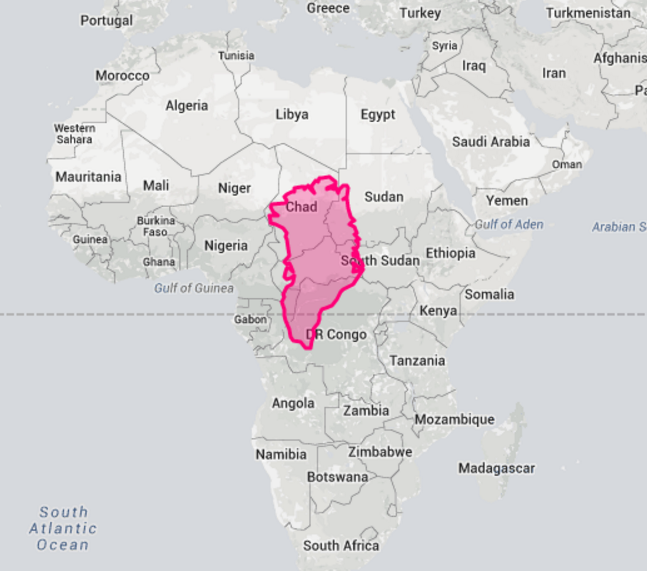 Greece
Portugal
Turkey
Turkmenistan
Tunisia
Syria
Iraq
Iran
Afghanis
Morocco
Algeria
Libya
Egypt
Pa
Western
Sahara
Saudi Arabia
Oman
Mauritania
Mali
Niger
Chad
Sudan
Yemen
Burkina
Faso
Gulf of Aden
Arabian S
Guinea
Nigeria
Ghana
South Sudan
Ethiopia
Gulf of Guinea
Somalia
Gabon
Kenya
DR Congo
Tanzania
Angola
Zambia
Mozambique
Namibia
Zimbabwe
Botswana
Madagascar
South
Atlantic
Ocean
South Africa